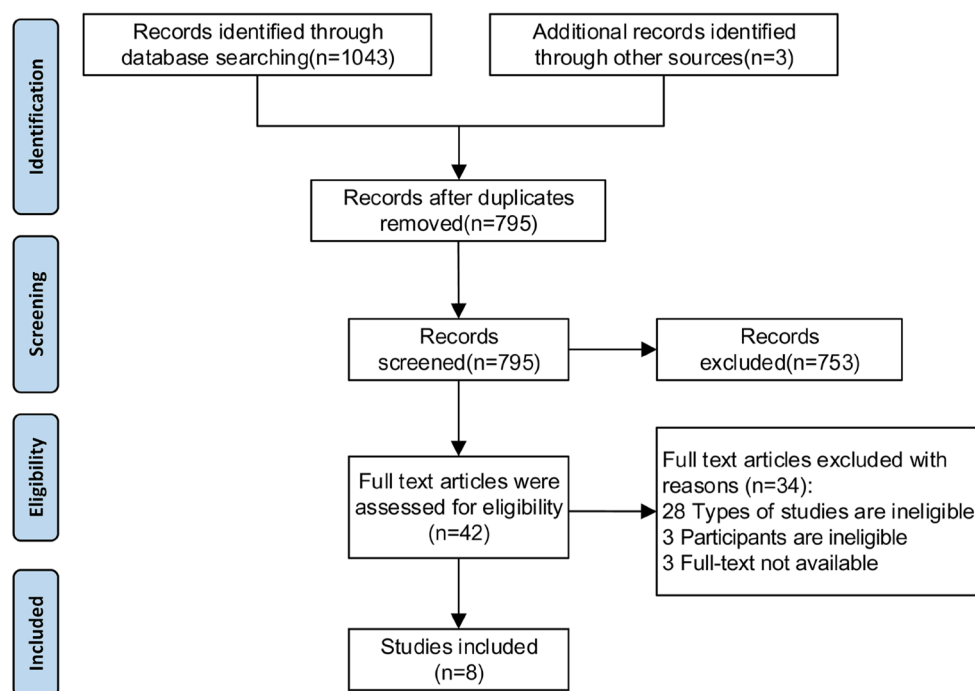 Identification
Records identified through
database searching(n=1043)
Additional records identified
through other sources(n=3)
Records after duplicates
removed(n=795)
Screening
Records
screened(n=795)
Records
excluded(n=753)
Eligibility
Full text articles were
assessed for eligibility
(n=42)
Full text articles excluded with
reasons (n=34):
28 Types of studies are ineligible
3 Participants are ineligible
3 Full-text not available
Included
Studies included
(n=8)